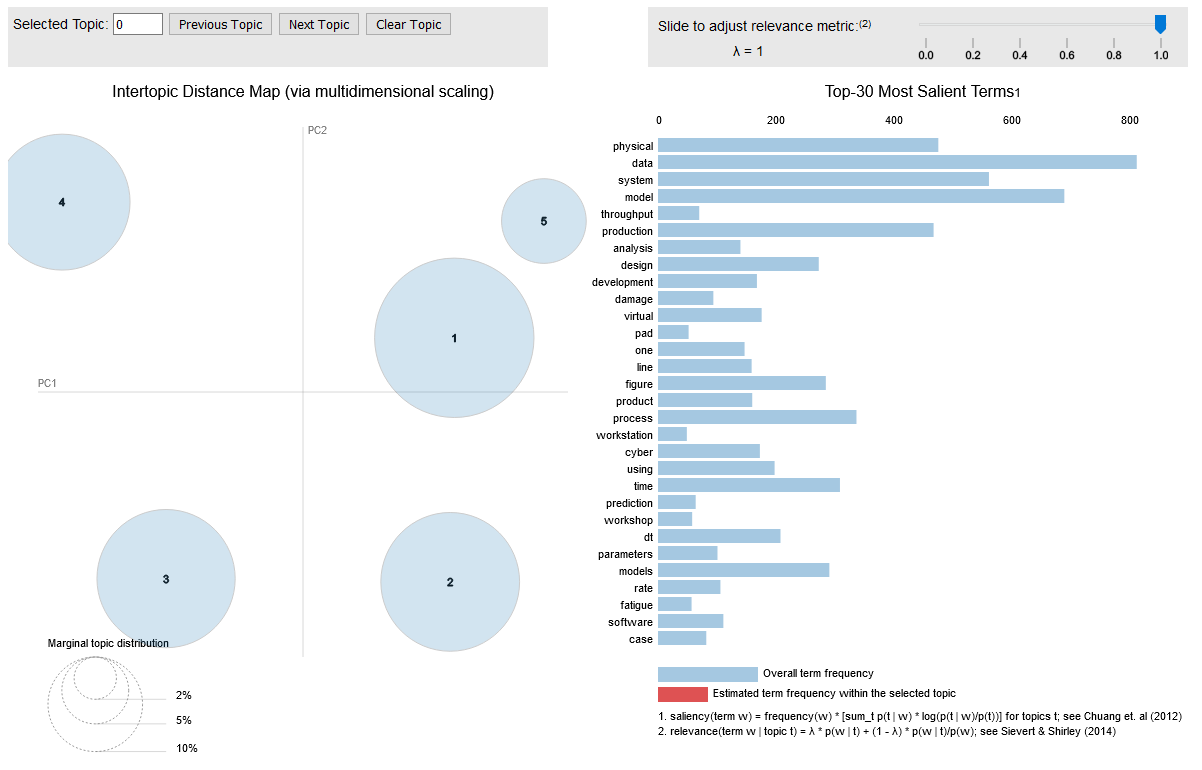 Selected Topic: 0 Previous Topic Next Topic Clear Topic
Slide to adjust relevance metric:(2)
λ = 1
0.0 0.2 0.4 0.6 0.8 1.0
Intertopic Distance Map (via multidimensional scaling)
PC2
PC1
4
5
1
3
2
Marginal topic distribution
2%
5%
10%
Top-30 Most Salient Terms1
0 200 400 600 800
physical
data
system
model
throughput
production
analysis
design
development
damage
virtual
pad
one
line
figure
product
process
workstation
cyber
using
time
prediction
workshop
dt
parameters
models
rate
fatigue
software
case
Overall term frequency
Estimated term frequency within the selected topic
1. saliency(term w) = frequency(w) * [sum_t p(t | w) * log(p(t | w)/p(t))] for topics t; see Chuang et. al (2012)
2. relevance(term w | topic t) = λ * p(w | t) + (1 - λ) * p(w | t)/p(w); see Sievert & Shirley (2014)